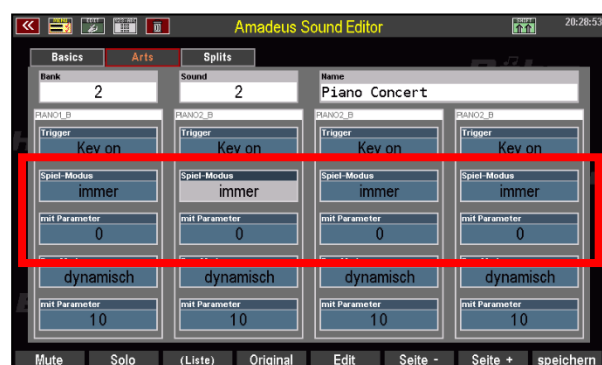 MENU EDIT SHIFT
Amadeus Sound Editor 20:28:53
Basics Arts Splits
Bank Sound Name
2 2 Piano Concert
PIANO1_B PIANO2_B PIANO2_B PIANO2_B
Trigger Trigger Trigger Trigger
Key on Key on Key on Key on
Spiel-Modus Spiel-Modus Spiel-Modus Spiel-Modus
immer immer immer immer
mit Parameter mit Parameter mit Parameter mit Parameter
0 0 0 0
dynamisch dynamisch dynamisch dynamisch
mit Parameter mit Parameter mit Parameter mit Parameter
10 10 10 10
Mute Solo (Liste) Original Edit Seite - Seite + speichern